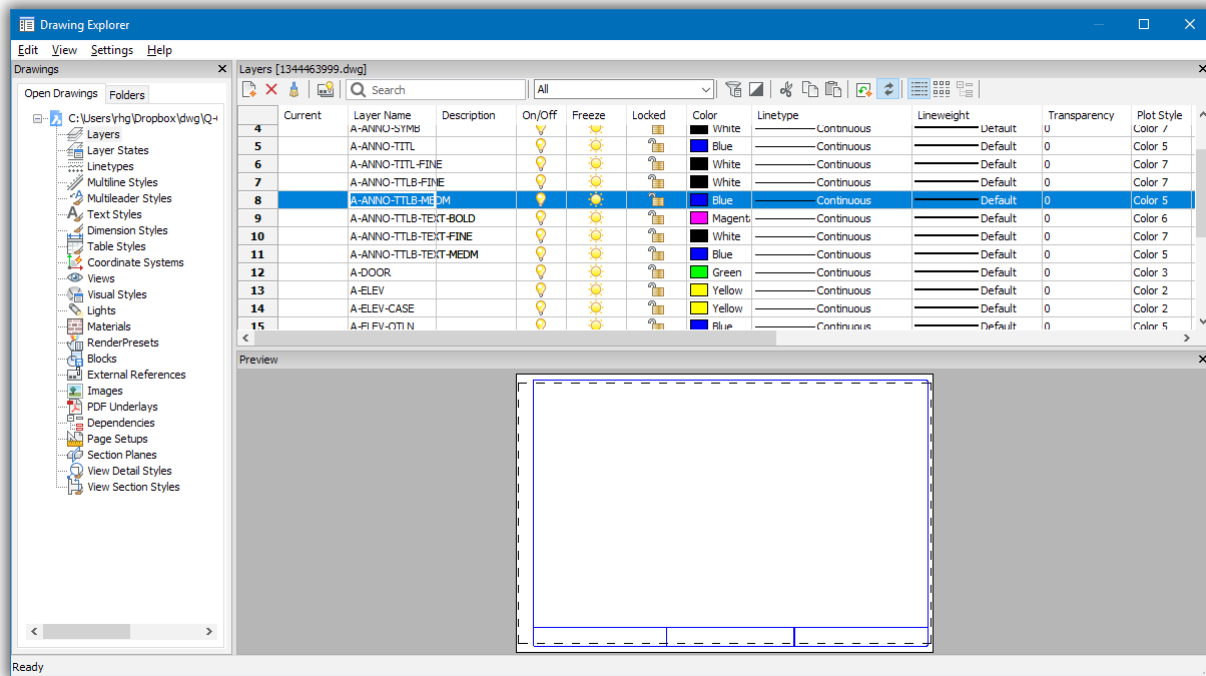 Drawing Explorer
Edit View Settings Help
Drawings
Layers [1344463999.dwg]
Open Drawings Folders
Search
All
C:\Users\rhg\Dropbox\dwg\Q-
Layers
Layer States
Linetypes
Multiline Styles
Multileader Styles
Text Styles
Dimension Styles
Table Styles
Coordinate Systems
Views
Visual Styles
Lights
Materials
RenderPresets
Blocks
External References
Images
PDF Underlays
Dependencies
Page Setups
Section Planes
View Detail Styles
View Section Styles
Current Layer Name Description On/Off Freeze Locked Color Linetype Lineweight Transparency Plot Style
4 A-ANNO-SYMB White Continuous Default 0 Color 7
5 A-ANNO-TITL Blue Continuous Default 0 Color 5
6 A-ANNO-TITL-FINE White Continuous Default 0 Color 7
7 A-ANNO-TTLB-FINE White Continuous Default 0 Color 7
8 A-ANNO-TTLB-MEDM Blue Continuous Default 0 Color 5
9 A-ANNO-TTLB-TEXT-BOLD Magent Continuous Default 0 Color 6
10 A-ANNO-TTLB-TEXT-FINE White Continuous Default 0 Color 7
11 A-ANNO-TTLB-TEXT-MEDM Blue Continuous Default 0 Color 5
12 A-DOOR Green Continuous Default 0 Color 3
13 A-ELEV Yellow Continuous Default 0 Color 2
14 A-ELEV-CASE Yellow Continuous Default 0 Color 2
15 A-ELEV-OTLN Blue Continuous Default 0 Color 5
Preview
Ready